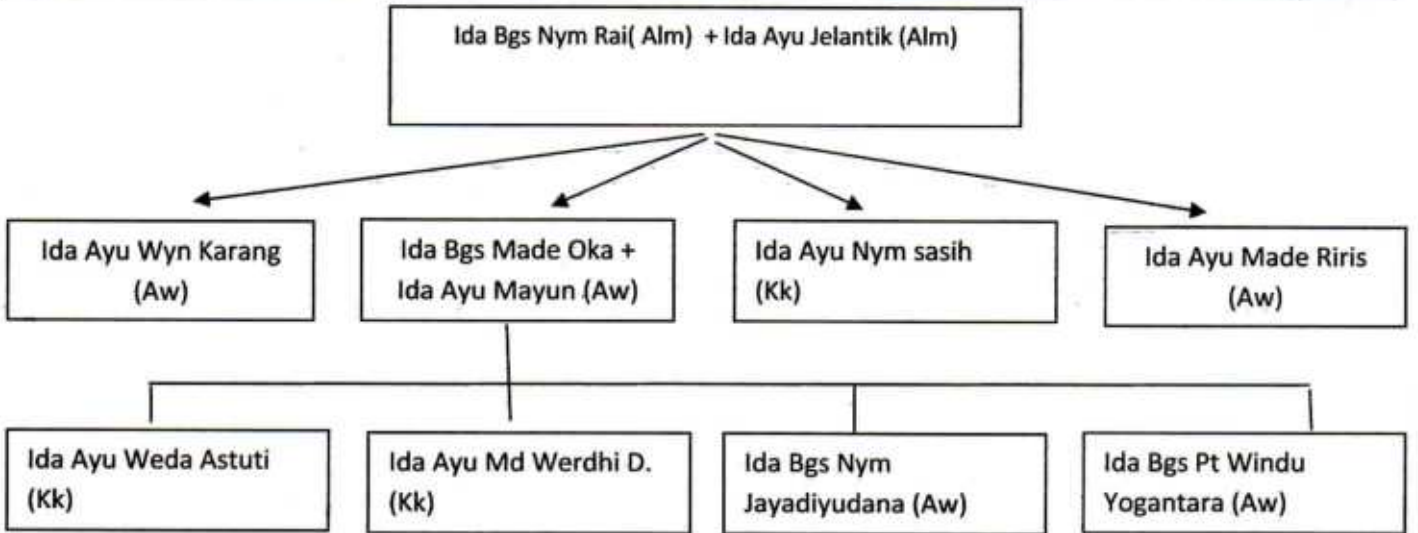 Ida Bgs Nym Rai( Alm) + Ida Ayu Jelantik (Alm)
Ida Ayu Wyn Karang
(Aw)
Ida Bgs Made Oka +
Ida Ayu Mayun (Aw)
Ida Ayu Nym sasih
(Kk)
Ida Ayu Made Riris
(Aw)
Ida Ayu Weda Astuti
(Kk)
Ida Ayu Md Werdhi D.
(Kk)
Ida Bgs Nym
Jayadiyudana (Aw)
Ida Bgs Pt Windu
Yogantara (Aw)